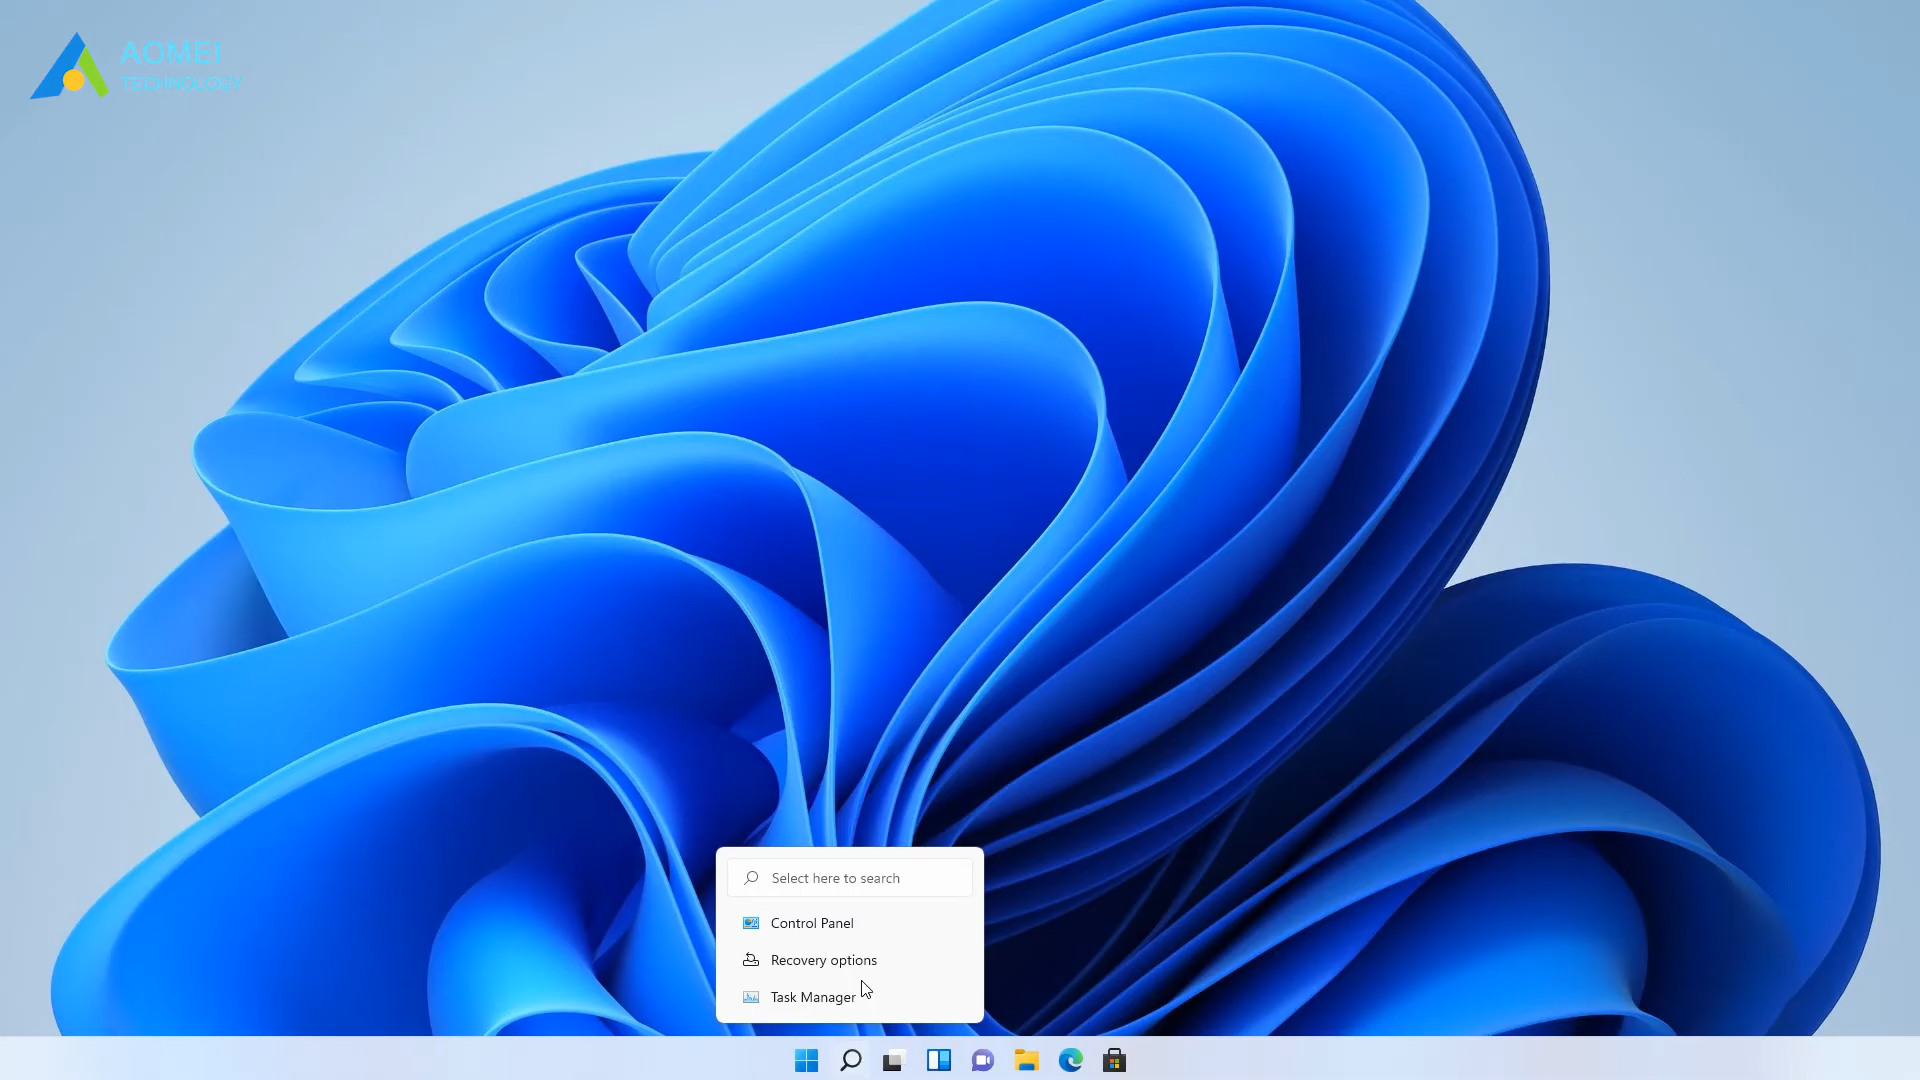 AOMEI
TECHNOLOGY
Select here to search
Control Panel
Recovery options
Task Manager